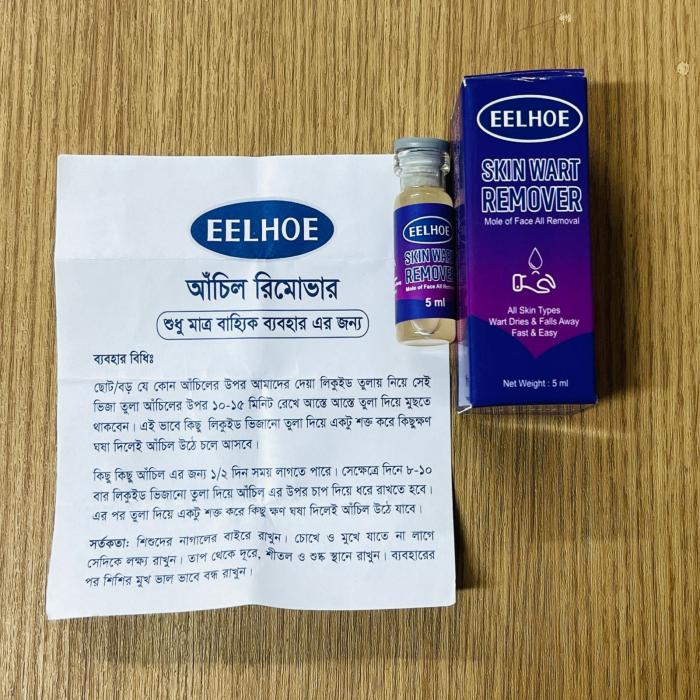 EELHOE
আঁচিল রিমোভার
শুধু মাত্র বাহ্যিক ব্যবহার এর জন্য
ব্যবহার বিধিঃ
ছোট/বড় যে কোন আঁচিলের উপর আমাদের দেয়া লিকুইড তুলায় নিয়ে সেই
ভিজা তুলা আঁচিলের উপর ১০-১৫ মিনিট রেখে আস্তে আস্তে তুলা দিয়ে মুছতে
থাকবেন। এই ভাবে কিছু লিকুইড ভিজানো তুলা দিয়ে একটু শক্ত করে কিছুক্ষণ
ঘষা দিলেই আঁচিল উঠে চলে আসবে।
কিছু কিছু আঁচিল এর জন্য ১/২ দিন সময় লাগতে পারে। সেক্ষেত্রে দিনে ৮-১০
বার লিকুইড ভিজানো তুলা দিয়ে আঁচিল এর উপর চাপ দিয়ে ধরে রাখতে হবে।
এর পর তুলা দিয়ে একটু শক্ত করে কিছু ক্ষণ ঘষা দিলেই আঁচিল উঠে যাবে।
সর্তকতা: শিশুদের নাগালের বাইরে রাখুন। চোখে ও মুখে যাতে না লাগে
সেদিকে লক্ষ্য রাখুন। তাপ থেকে দূরে, শীতল ও শুষ্ক স্থানে রাখুন। ব্যবহারের
পর শিশির মুখ ভাল ভাবে বন্ধ রাখুন।
EELHOE
SKIN WART
REMOVE
Mole of Face All Rem
5 ml
EELHOE
SKIN WART
REMOVER
Mole of Face All Removal
All Skin Types
Wart Dries & Falls Away
Fast & Easy
Net Weight : 5 ml